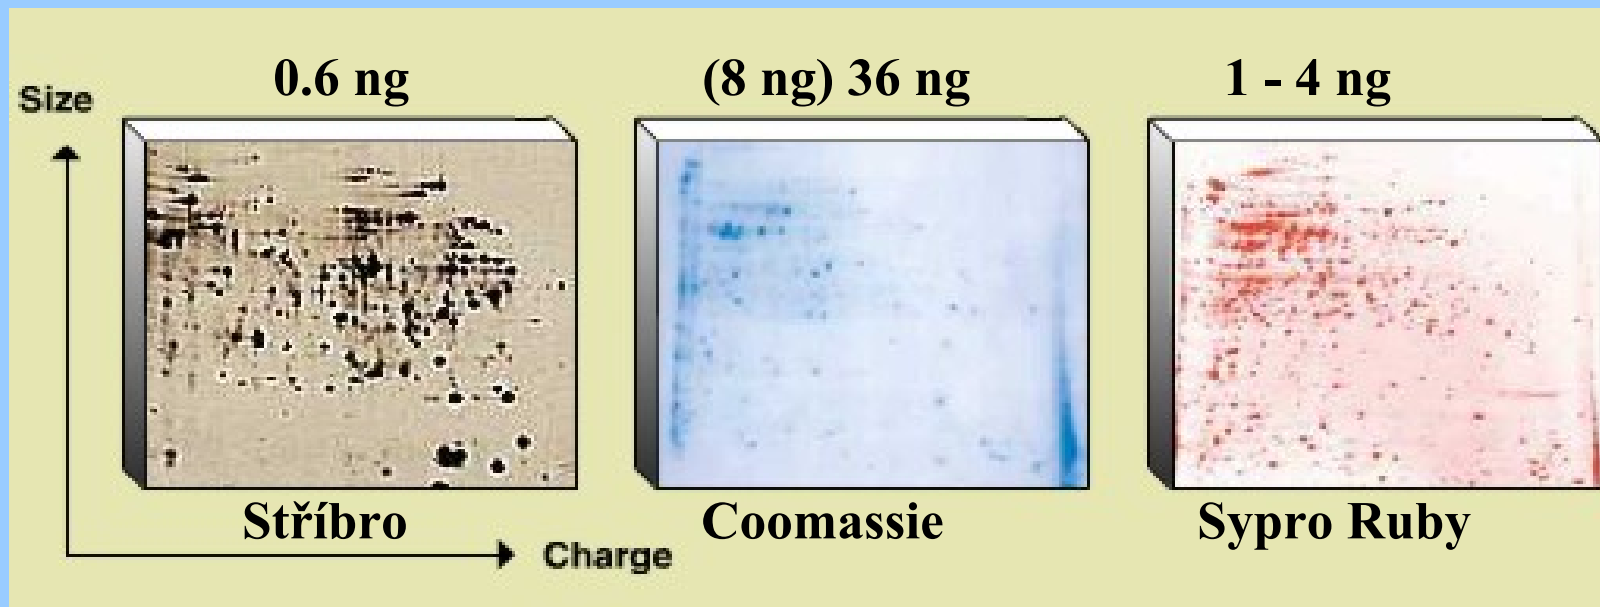 0.6 ng
(8 ng) 36 ng
1 - 4 ng
Size
Stříbro
Coomassie
Sypro Ruby
Charge